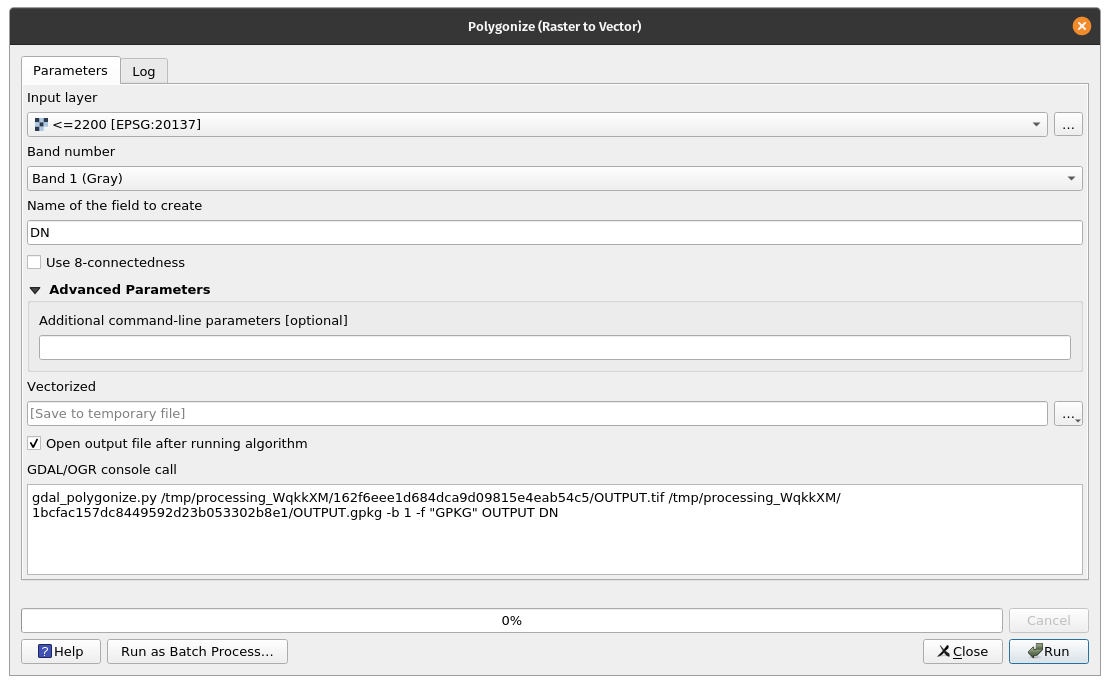 Polygonize (Raster to Vector)
Parameters
Log
Input layer
<=2200 [EPSG:20137]
...
Band number
Band 1 (Gray)
Name of the field to create
DN
Use 8-connectedness
Advanced Parameters
Additional command-line parameters [optional]
Vectorized
[Save to temporary file]
...
Open output file after running algorithm
GDAL/OGR console call
gdal_polygonize.py /tmp/processing_WqkkXM/162f6eee1d684dca9d09815e4eab54c5/OUTPUT.tif /tmp/processing_WqkkXM/
1bcfac157dc8449592d23b053302b8e1/OUTPUT.gpkg -b 1 -f "GPKG" OUTPUT DN
0%
Cancel
? Help
Run as Batch Process...
Close
Run